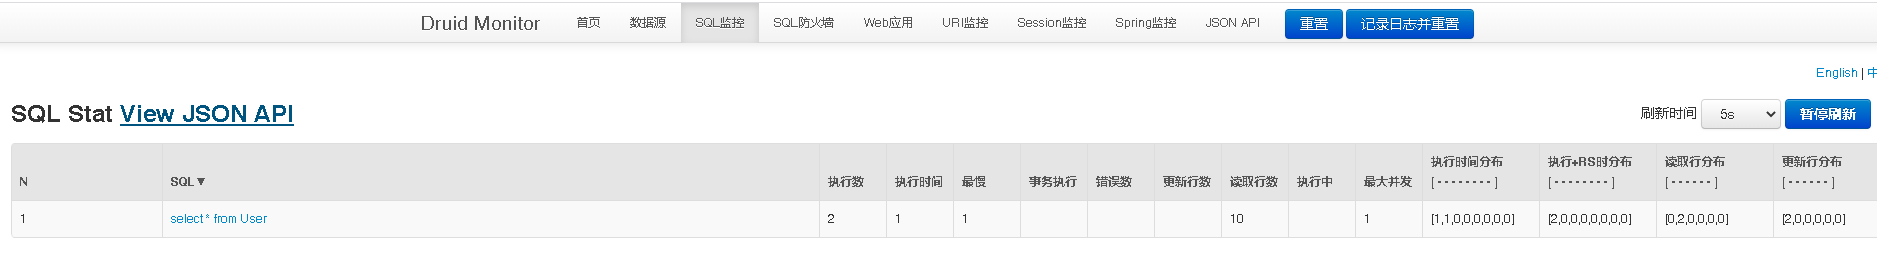 Druid Monitor 首页 数据源 SQL监控 SQL防火墙 Web应用 URI监控 Session监控 Spring监控 JSON API 重置 记录日志并重置
English |
SQL Stat View JSON API 刷新时间 5s 暂停刷新
N SQL▼ 执行数 执行时间 最慢 事务执行 错误数 更新行数 读取行数 执行中 最大并发 执行时间分布 执行+RS时分布 读取行分布 更新行分布
[ - - - - - - - - ] [ - - - - - - - - ] [ - - - - - - ] [ - - - - - - ]
1 select * from User 2 1 1 10 1 [1,1,0,0,0,0,0,0] [2,0,0,0,0,0,0,0] [0,2,0,0,0,0] [2,0,0,0,0,0]